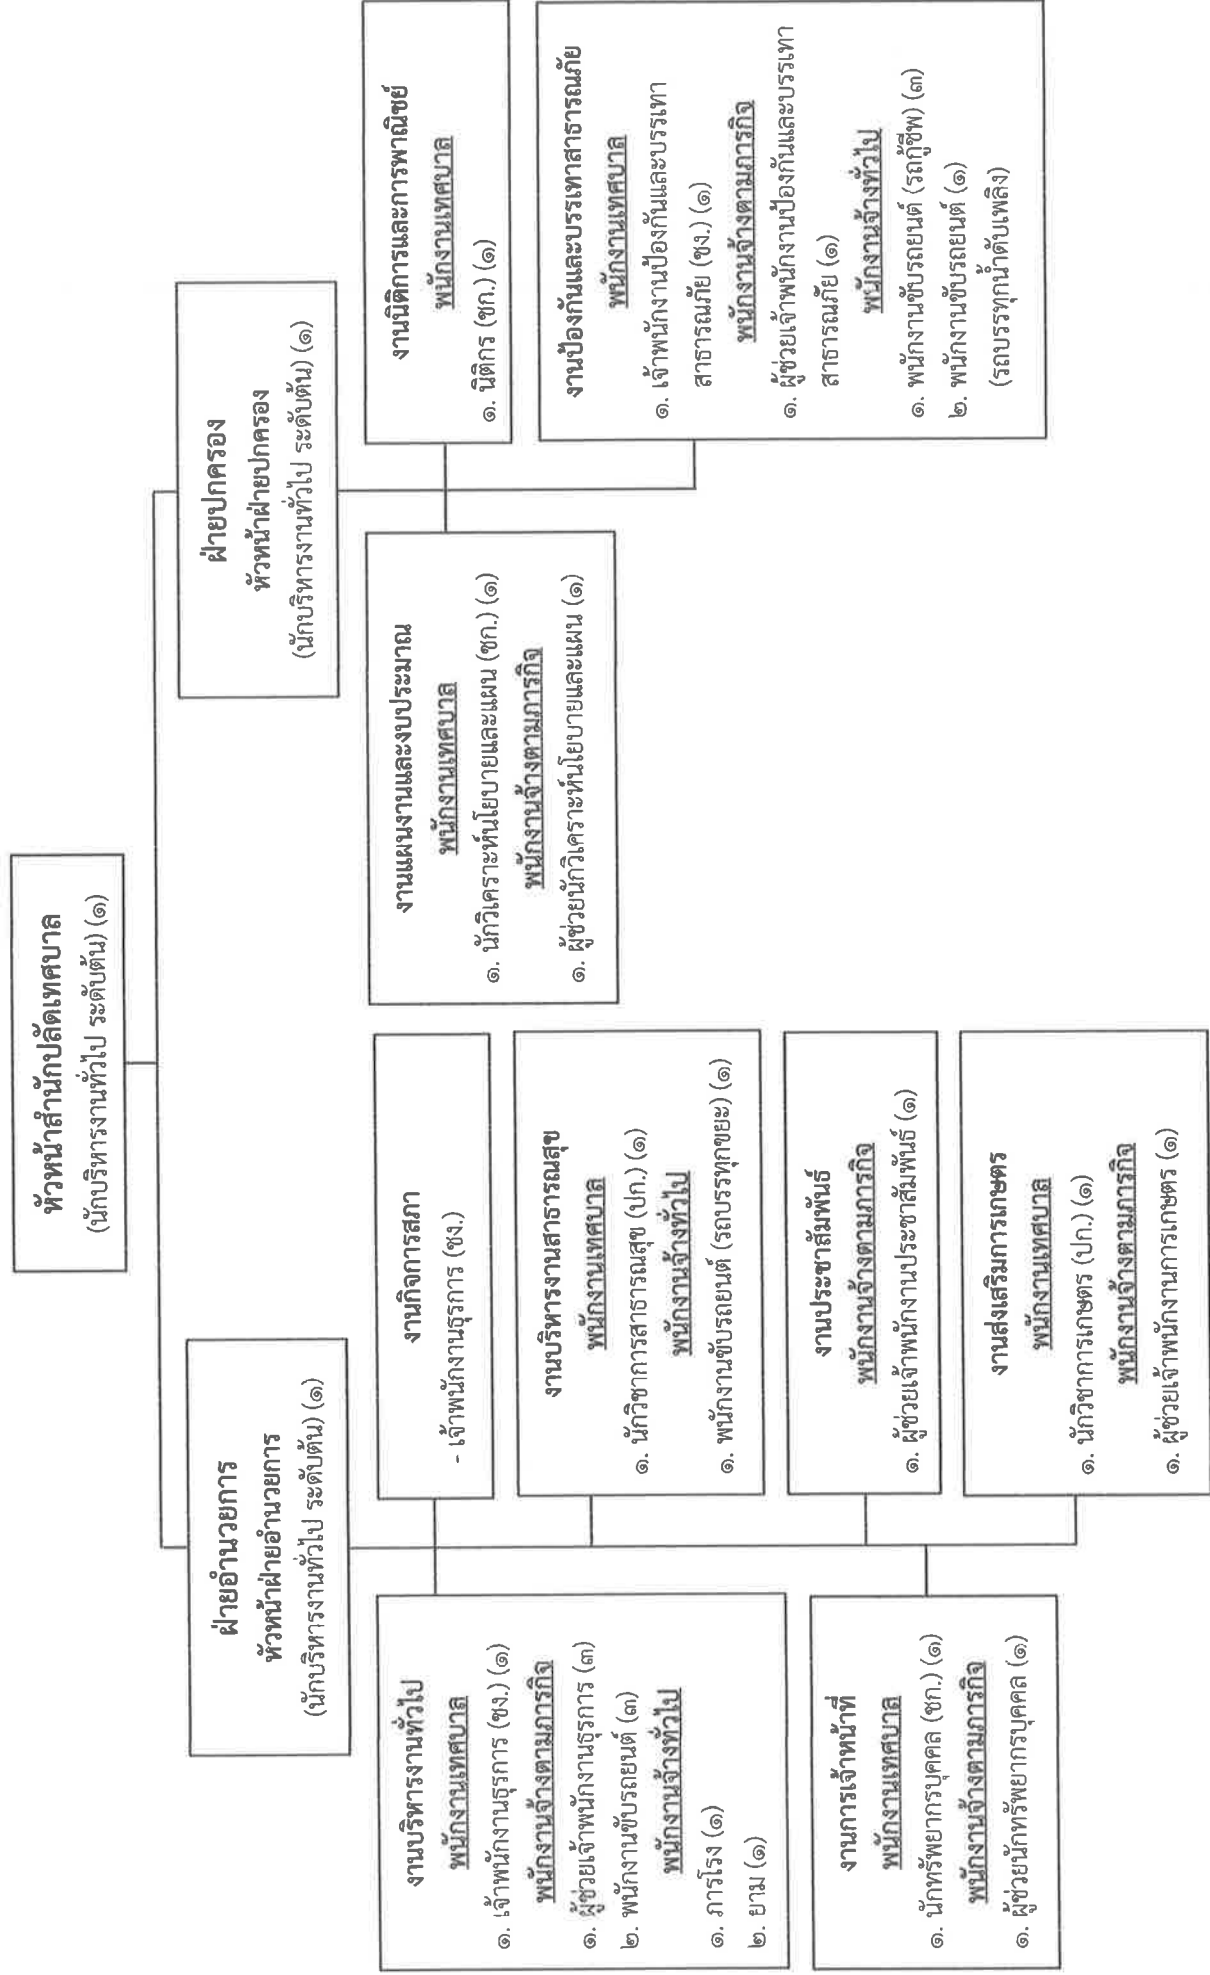 หัวหน้าสำนักปลัดเทศบาล
(นักบริหารงานทั่วไป ระดับต้น) (๑)
ฝ่ายอำนวยการ
หัวหน้าฝ่ายอำนวยการ
(นักบริหารงานทั่วไป ระดับต้น) (๑)
ฝ่ายปกครอง
หัวหน้าฝ่ายปกครอง
(นักบริหารงานทั่วไป ระดับต้น) (๑)
งานบริหารงานทั่วไป
พนักงานเทศบาล
๑. เจ้าพนักงานธุรการ (ชง.) (๑)
พนักงานจ้างตามภารกิจ
๑. ผู้ช่วยเจ้าพนักงานธุรการ (๓)
๒. พนักงานขับรถยนต์ (๓)
พนักงานจ้างทั่วไป
๑. ภารโรง (๑)
๒. ยาม (๑)
งานการเจ้าหน้าที่
พนักงานเทศบาล
๑. นักทรัพยากรบุคคล (ชก.) (๑)
พนักงานจ้างตามภารกิจ
๑. ผู้ช่วยนักทรัพยากรบุคคล (๑)
งานกิจการสภา
- เจ้าพนักงานธุรการ (ชง.)
งานบริหารงานสาธารณสุข
พนักงานเทศบาล
๑. นักวิชาการสาธารณสุข (ปก.) (๑)
พนักงานจ้างทั่วไป
๑. พนักงานขับรถยนต์ (รถบรรทุกขยะ) (๑)
งานประชาสัมพันธ์
พนักงานจ้างตามภารกิจ
๑. ผู้ช่วยเจ้าพนักงานประชาสัมพันธ์ (๑)
งานส่งเสริมการเกษตร
พนักงานเทศบาล
๑. นักวิชาการเกษตร (ปก.) (๑)
พนักงานจ้างตามภารกิจ
๑. ผู้ช่วยเจ้าพนักงานการเกษตร (๑)
งานแผนงานและงบประมาณ
พนักงานเทศบาล
๑. นักวิเคราะห์นโยบายและแผน (ชก.) (๑)
พนักงานจ้างตามภารกิจ
๑. ผู้ช่วยนักวิเคราะห์นโยบายและแผน (๑)
งานนิติการและการพาณิชย์
พนักงานเทศบาล
๑. นิติกร (ชก.) (๑)
งานป้องกันและบรรเทาสาธารณภัย
พนักงานเทศบาล
๑. เจ้าพนักงานป้องกันและบรรเทา
สาธารณภัย (ชง.) (๑)
พนักงานจ้างตามภารกิจ
๑. ผู้ช่วยเจ้าพนักงานป้องกันและบรรเทา
สาธารณภัย (๑)
พนักงานจ้างทั่วไป
๑. พนักงานขับรถยนต์ (รถกู้ชีพ) (๓)
๒. พนักงานขับรถยนต์ (๑)
(รถบรรทุกน้ำดับเพลิง)